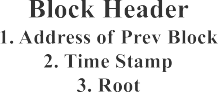 Block Header
1. Address of Prev Block
2. Time Stamp
3. Root